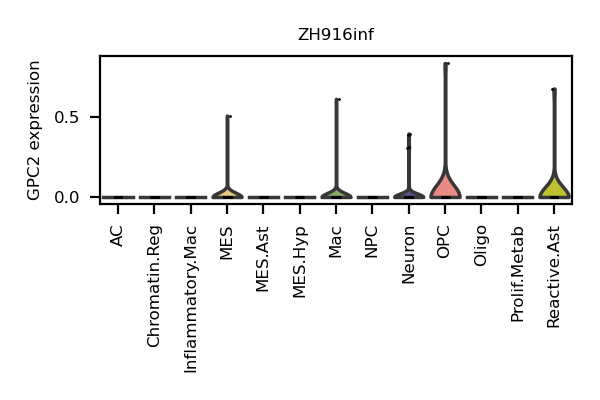 ZH916inf
GPC2 expression
0.5
0.0
AC
Chromatin.Reg
Inflammatory.Mac
MES
MES.Ast
MES.Hyp
Mac
NPC
Neuron
OPC
Oligo
Prolif.Metab
Reactive.Ast